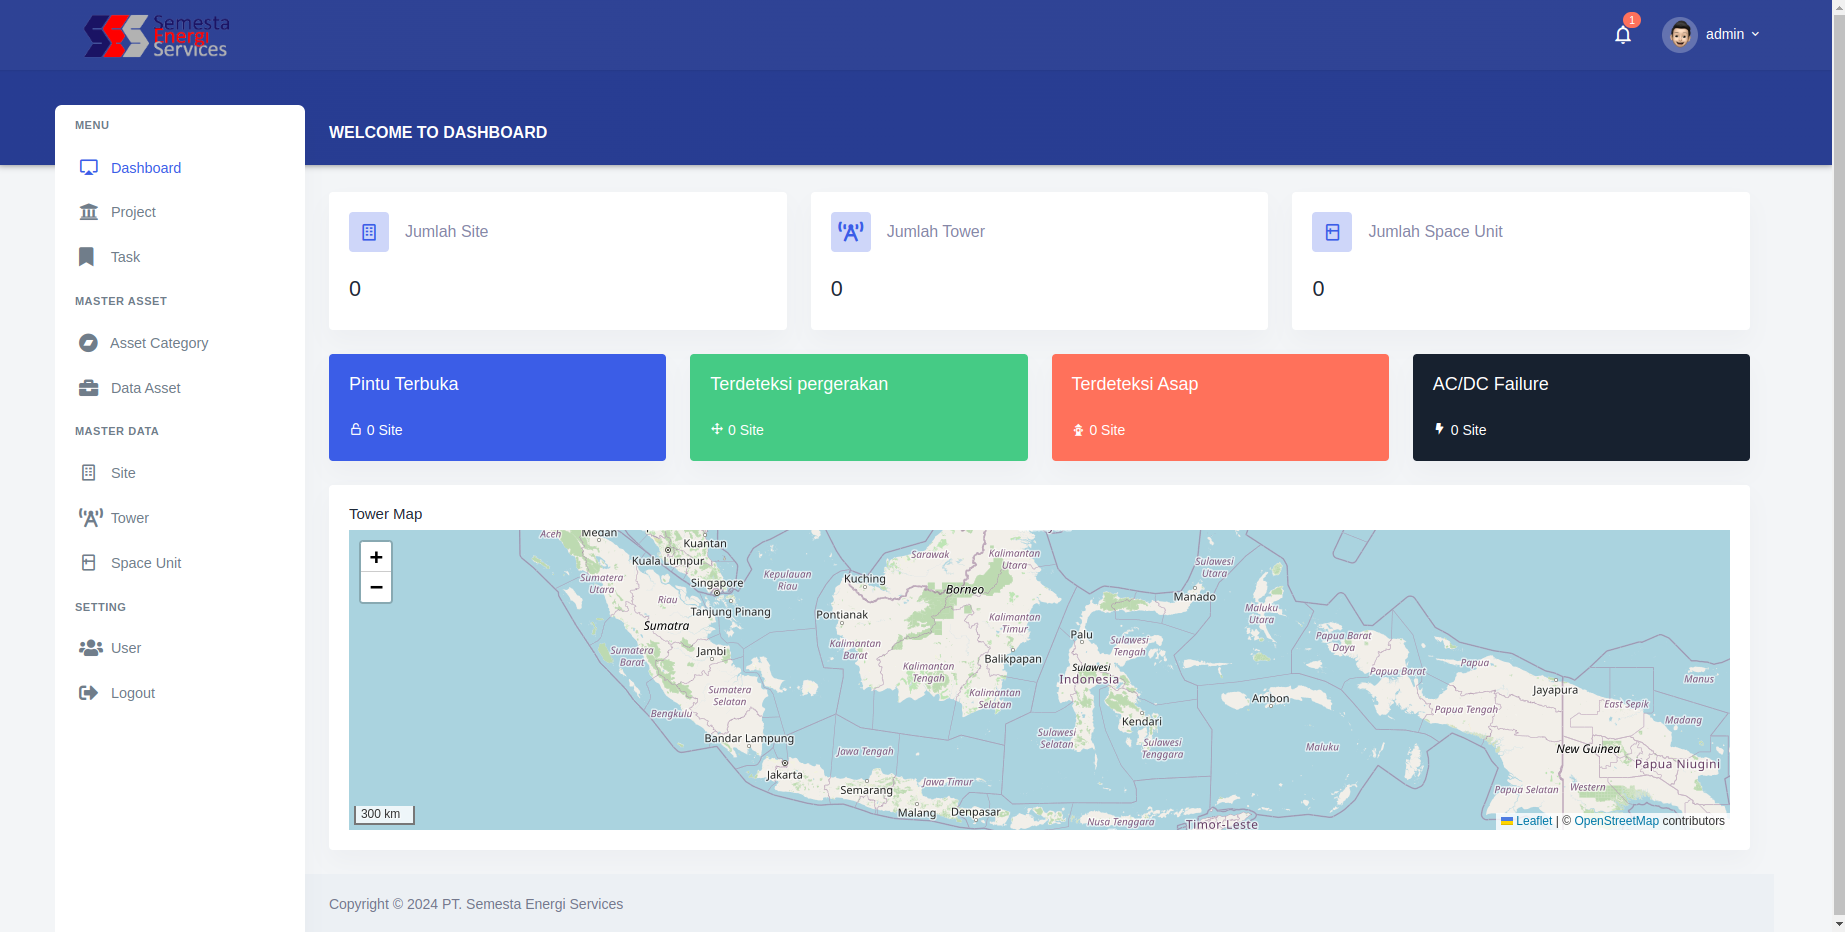 Semesta
Energi
Services
1
admin
MENU
Dashboard
Project
Task
MASTER ASSET
Asset Category
Data Asset
MASTER DATA
Site
Tower
Space Unit
SETTING
User
Logout
WELCOME TO DASHBOARD
Jumlah Site
0
Jumlah Tower
0
Jumlah Space Unit
0
Pintu Terbuka
0 Site
Terdeteksi pergerakan
0 Site
Terdeteksi Asap
0 Site
AC/DC Failure
0 Site
Tower Map
+
−
Aceh
Medan
Kuantan
Kuala Lumpur
Sumatera
Utara
Singapore
Kepulauan
Riau
Riau
Tanjung Pinang
Sumatra
Sumatera
Barat
Jambi
Sumatera
Selatan
Bengkulu
Bandar Lampung
Jakarta
Jawa Tengah
Semarang
Jawa Timur
Malang
Denpasar
Sarawak
Kuching
Kalimantan
Utara
Borneo
Pontianak
Kalimantan
Timur
Kalimantan
Barat
Kalimantan
Tengah
Balikpapan
Kalimantan
Selatan
Sulawesi
Utara
Manado
Palu
Sulawesi
Tengah
Sulawesi
Indonesia
Kendari
Sulawesi
Selatan
Sulawesi
Tenggara
Nusa Tenggara
Timor-Leste
Maluku
Utara
Ambon
Maluku
Papua Barat
Daya
Papua Barat
Papua
Papua Tengah
Jayapura
East Sepik
Manus
Madang
New Guinea
Papua Niugini
Papua Selatan
Western
300 km
Leaflet | © OpenStreetMap contributors
Copyright © 2024 PT. Semesta Energi Services